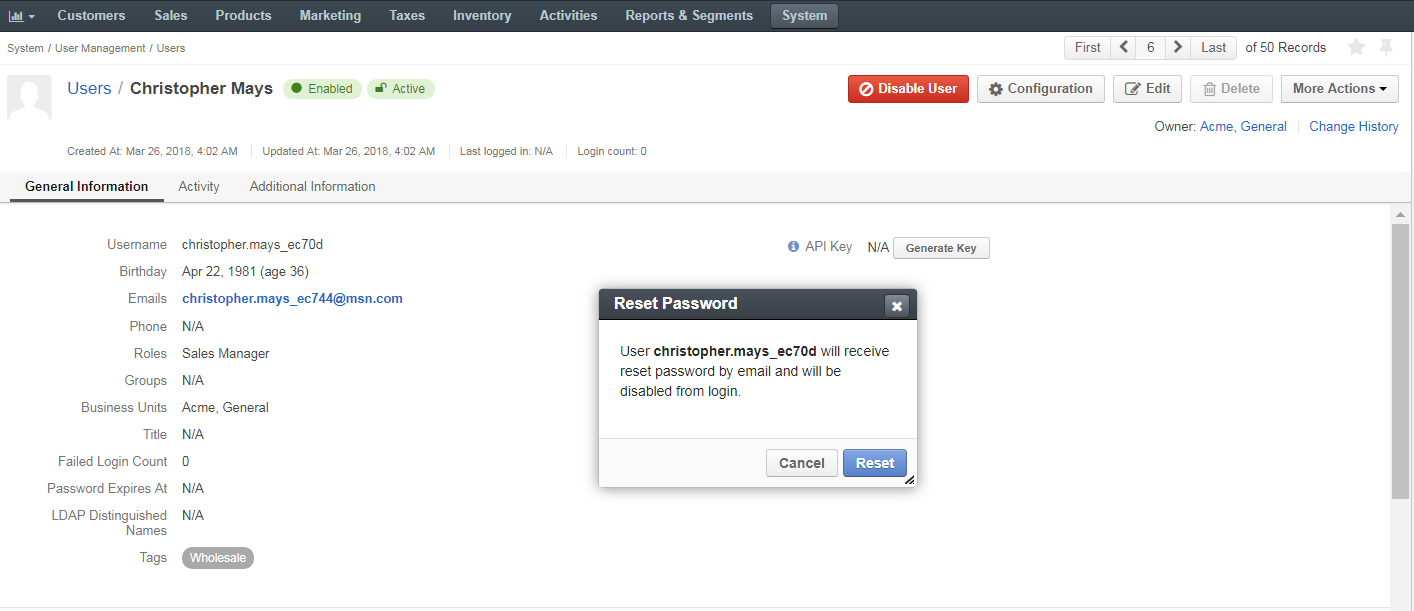 Customers Sales Products Marketing Taxes Inventory Activities Reports & Segments System
System / User Management / Users
First 6 Last of 50 Records
Users / Christopher Mays Enabled Active
Disable User Configuration Edit Delete More Actions
Owner: Acme, General Change History
Created At: Mar 26, 2018, 4:02 AM Updated At: Mar 26, 2018, 4:02 AM Last logged in: N/A Login count: 0
General Information Activity Additional Information
Username christopher.mays_ec70d
API Key N/A Generate Key
Birthday Apr 22, 1981 (age 36)
Emails christopher.mays_ec744@msn.com
Phone N/A
Roles Sales Manager
Groups N/A
Business Units Acme, General
Title N/A
Failed Login Count 0
Password Expires At N/A
LDAP Distinguished N/A
Names
Tags Wholesale
Reset Password
User christopher.mays_ec70d will receive
reset password by email and will be
disabled from login.
Cancel Reset